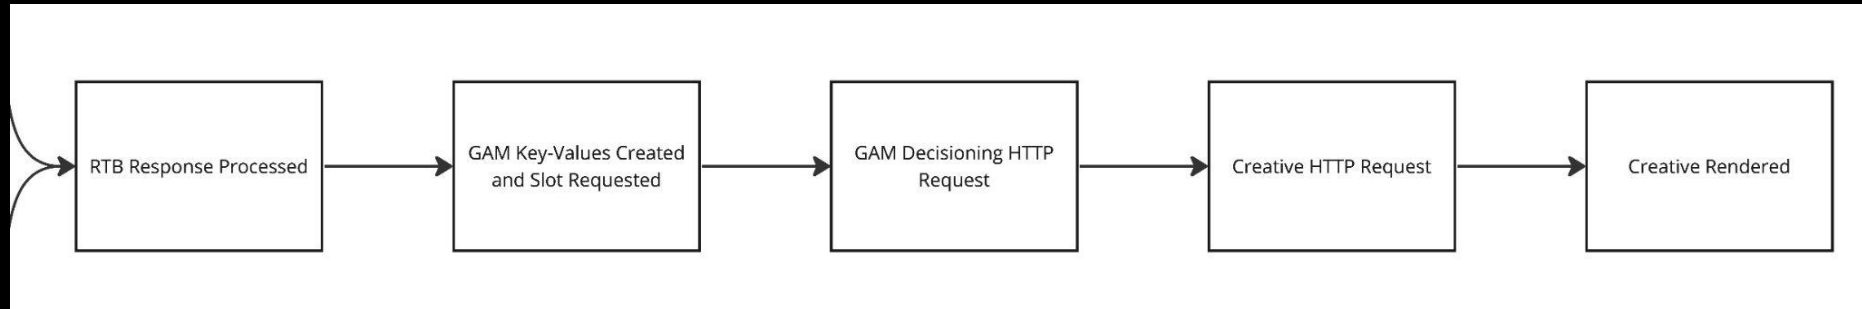 RTB Response Processed
GAM Key-Values Created
and Slot Requested
GAM Decisioning HTTP
Request
Creative HTTP Request
Creative Rendered